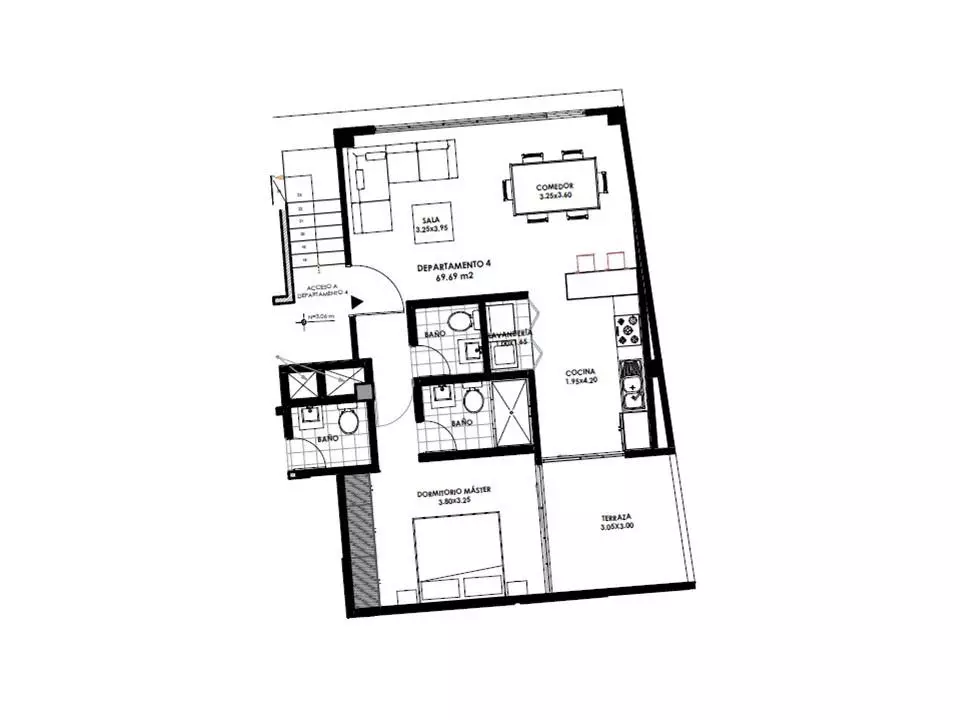 COMEDOR
3.25X3.60
SALA
3.25X3.95
DEPARTAMENTO 4
69.69 m2
ACCESO A
DEPARTAMENTO 4
N=3.06 m
BAÑO
LAVANDERÍA
1.00X1.65
COCINA
1.95X4.20
BAÑO
BAÑO
DORMITORIO MÁSTER
3.80X3.25
TERRAZA
3.05X3.00